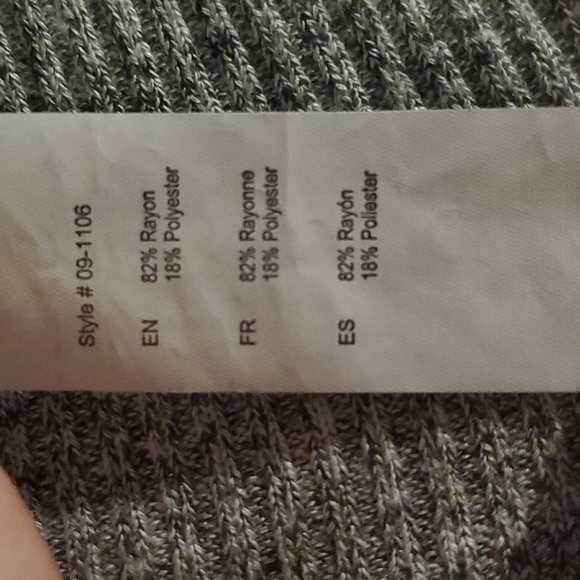 Style # 09-1106
EN 82% Rayon
18% Polyester
FR 82% Rayonne
18% Polyester
ES 82% Rayón
18% Poliester